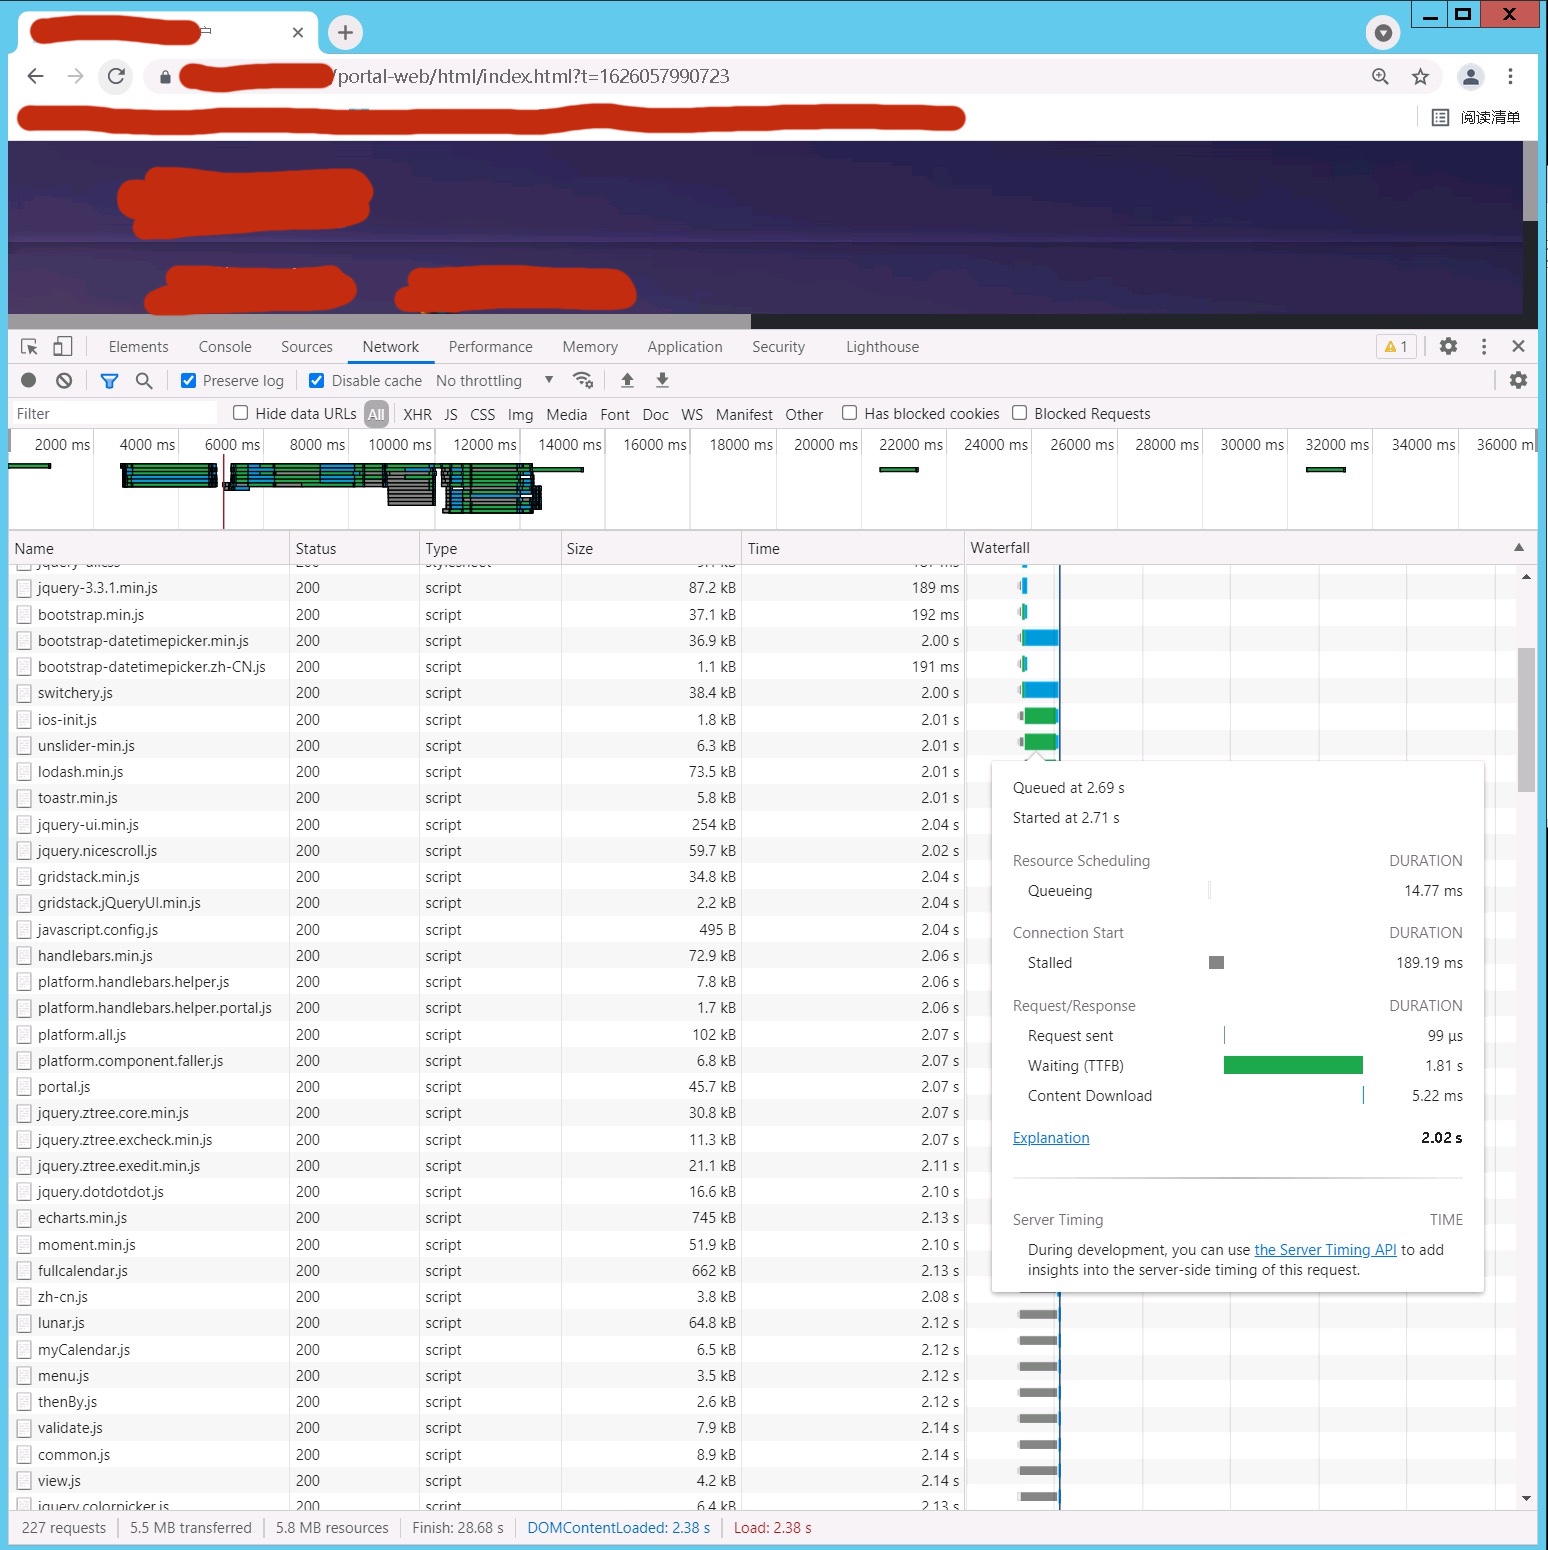 /portal-web/html/index.html?t=1626057990723
阅读清单
Elements Console Sources Network Performance Memory Application Security Lighthouse 1
Preserve log Disable cache No throttling
Filter Hide data URLs All XHR JS CSS Img Media Font Doc WS Manifest Other Has blocked cookies Blocked Requests
2000 ms 4000 ms 6000 ms 8000 ms 10000 ms 12000 ms 14000 ms 16000 ms 18000 ms 20000 ms 22000 ms 24000 ms 26000 ms 28000 ms 30000 ms 32000 ms 34000 ms 36000 m
Name Status Type Size Time Waterfall
jquery-3.3.1.min.js 200 script 87.2 kB 189 ms
bootstrap.min.js 200 script 37.1 kB 192 ms
bootstrap-datetimepicker.min.js 200 script 36.9 kB 2.00 s
bootstrap-datetimepicker.zh-CN.js 200 script 1.1 kB 191 ms
switchery.js 200 script 38.4 kB 2.00 s
ios-init.js 200 script 1.8 kB 2.01 s
unslider-min.js 200 script 6.3 kB 2.01 s
lodash.min.js 200 script 73.5 kB 2.01 s
toastr.min.js 200 script 5.8 kB 2.01 s
jquery-ui.min.js 200 script 254 kB 2.04 s
jquery.nicescroll.js 200 script 59.7 kB 2.02 s
gridstack.min.js 200 script 34.8 kB 2.04 s
gridstack.jQueryUI.min.js 200 script 2.2 kB 2.04 s
javascript.config.js 200 script 495 B 2.04 s
handlebars.min.js 200 script 72.9 kB 2.06 s
platform.handlebars.helper.js 200 script 7.8 kB 2.06 s
platform.handlebars.helper.portal.js 200 script 1.7 kB 2.06 s
platform.all.js 200 script 102 kB 2.07 s
platform.component.faller.js 200 script 6.8 kB 2.07 s
portal.js 200 script 45.7 kB 2.07 s
jquery.ztree.core.min.js 200 script 30.8 kB 2.07 s
jquery.ztree.excheck.min.js 200 script 11.3 kB 2.07 s
jquery.ztree.exedit.min.js 200 script 21.1 kB 2.11 s
jquery.dotdotdot.js 200 script 16.6 kB 2.10 s
echarts.min.js 200 script 745 kB 2.13 s
moment.min.js 200 script 51.9 kB 2.10 s
fullcalendar.js 200 script 662 kB 2.13 s
zh-cn.js 200 script 3.8 kB 2.08 s
lunar.js 200 script 64.8 kB 2.12 s
myCalendar.js 200 script 6.5 kB 2.12 s
menu.js 200 script 3.5 kB 2.12 s
thenBy.js 200 script 2.6 kB 2.12 s
validate.js 200 script 7.9 kB 2.14 s
common.js 200 script 8.9 kB 2.14 s
view.js 200 script 4.2 kB 2.14 s
jquery.colorpicker.js 200 script 6.4 kB 2.13 s
Queued at 2.69 s
Started at 2.71 s
Resource Scheduling DURATION
Queueing 14.77 ms
Connection Start DURATION
Stalled 189.19 ms
Request/Response DURATION
Request sent 99 µs
Waiting (TTFB) 1.81 s
Content Download 5.22 ms
Explanation 2.02 s
Server Timing TIME
During development, you can use the Server Timing API to add
insights into the server-side timing of this request.
227 requests 5.5 MB transferred 5.8 MB resources Finish: 28.68 s DOMContentLoaded: 2.38 s Load: 2.38 s